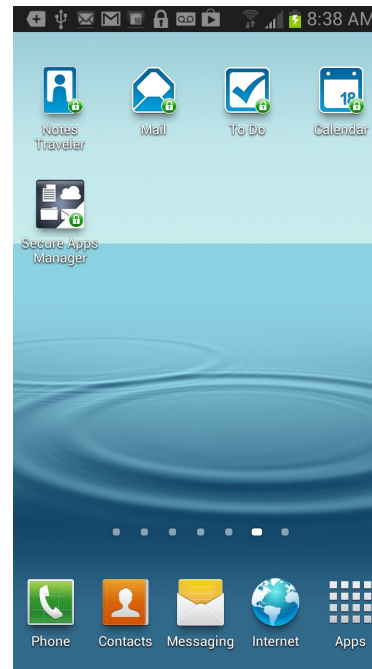 8:38 AM
Notes
Traveler
Mail
To Do
18
Calendar
Secure Apps
Manager
Phone
Contacts
Messaging
Internet
Apps